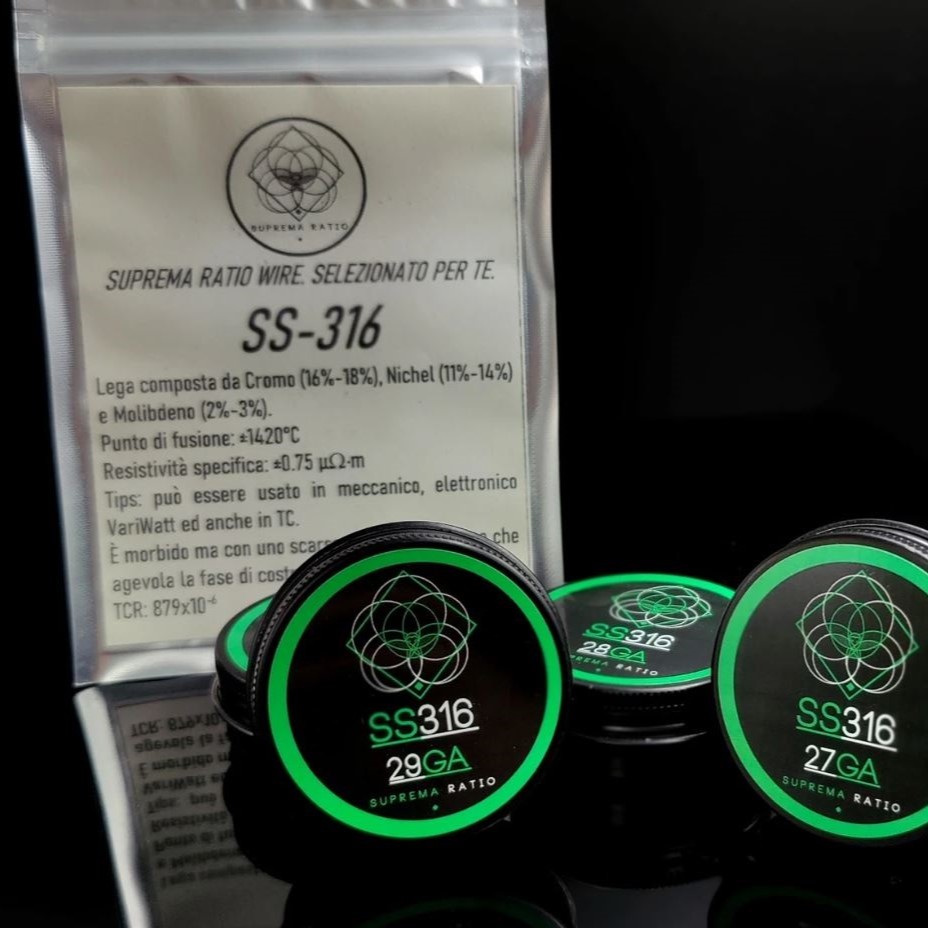 SUPREMA RATIO
SUPREMA RATIO WIRE. SELEZIONATO PER TE.
SS-316
Lega composta da Cromo (16%-18%), Nichel (11%-14%)
e Molibdeno (2%-3%).
Punto di fusione: ±1420°C
Resistività specifica: ±0.75 µΩ·m
Tips: può essere usato in meccanico, elettronico
VariWatt ed anche in TC.
È morbido ma con uno che
agevola la fase di
TCR: 879x10⁻⁶
SS316
29GA
SUPREMA RATIO
SS316
28GA
RATIO
SS316
27GA
SUPREMA RATIO